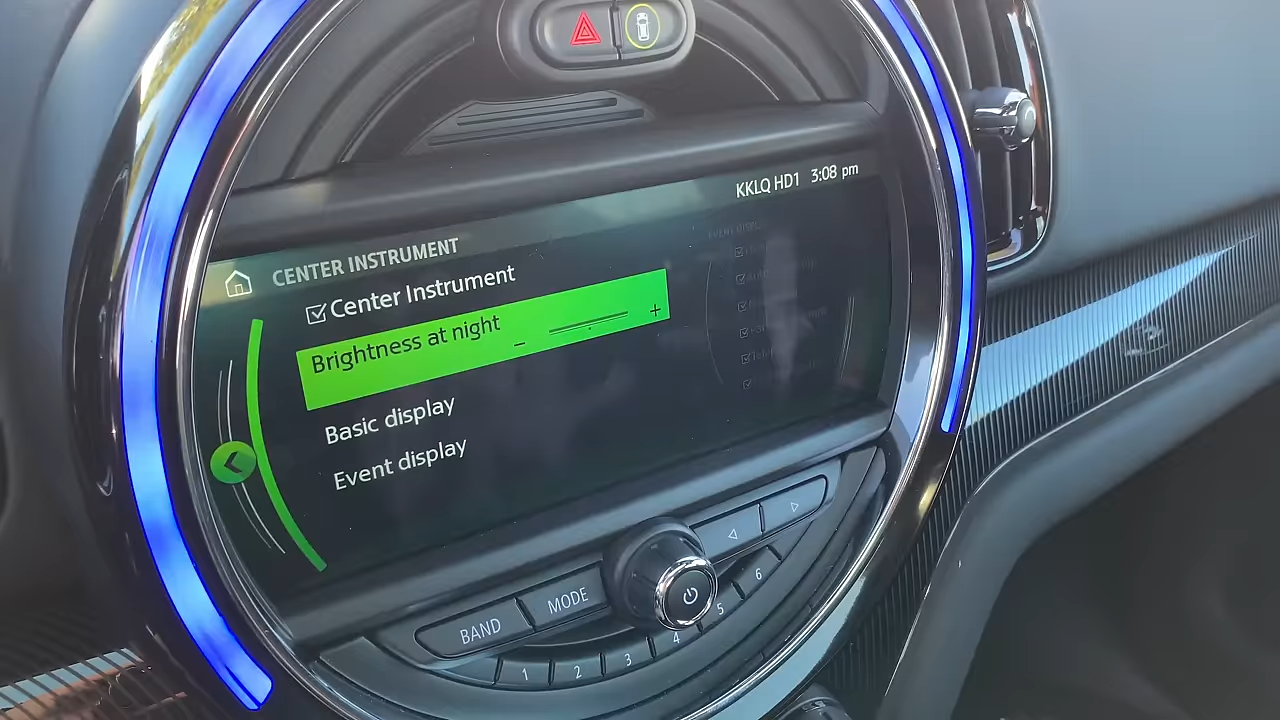 KKLQ HD1 3:08 pm
CENTER INSTRUMENT
Center Instrument
Brightness at night
− +
Basic display
Event display
BAND
MODE
1
2
3
4
5
6